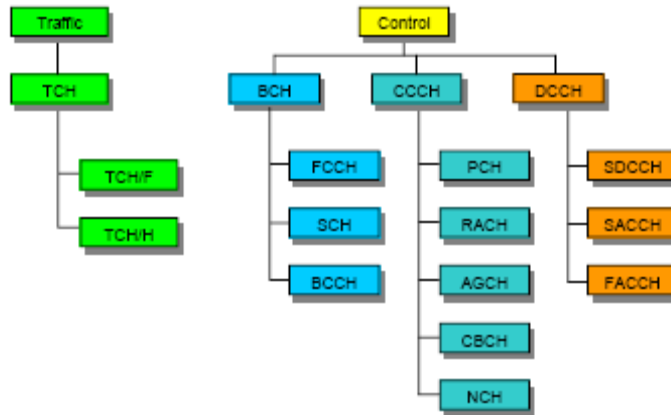 Traffic
Control
TCH
BCH
CCCH
DCCH
TCH/F
FCCH
PCH
SDCCH
TCH/H
SCH
RACH
SACCH
BCCH
AGCH
FACCH
CBCH
NCH